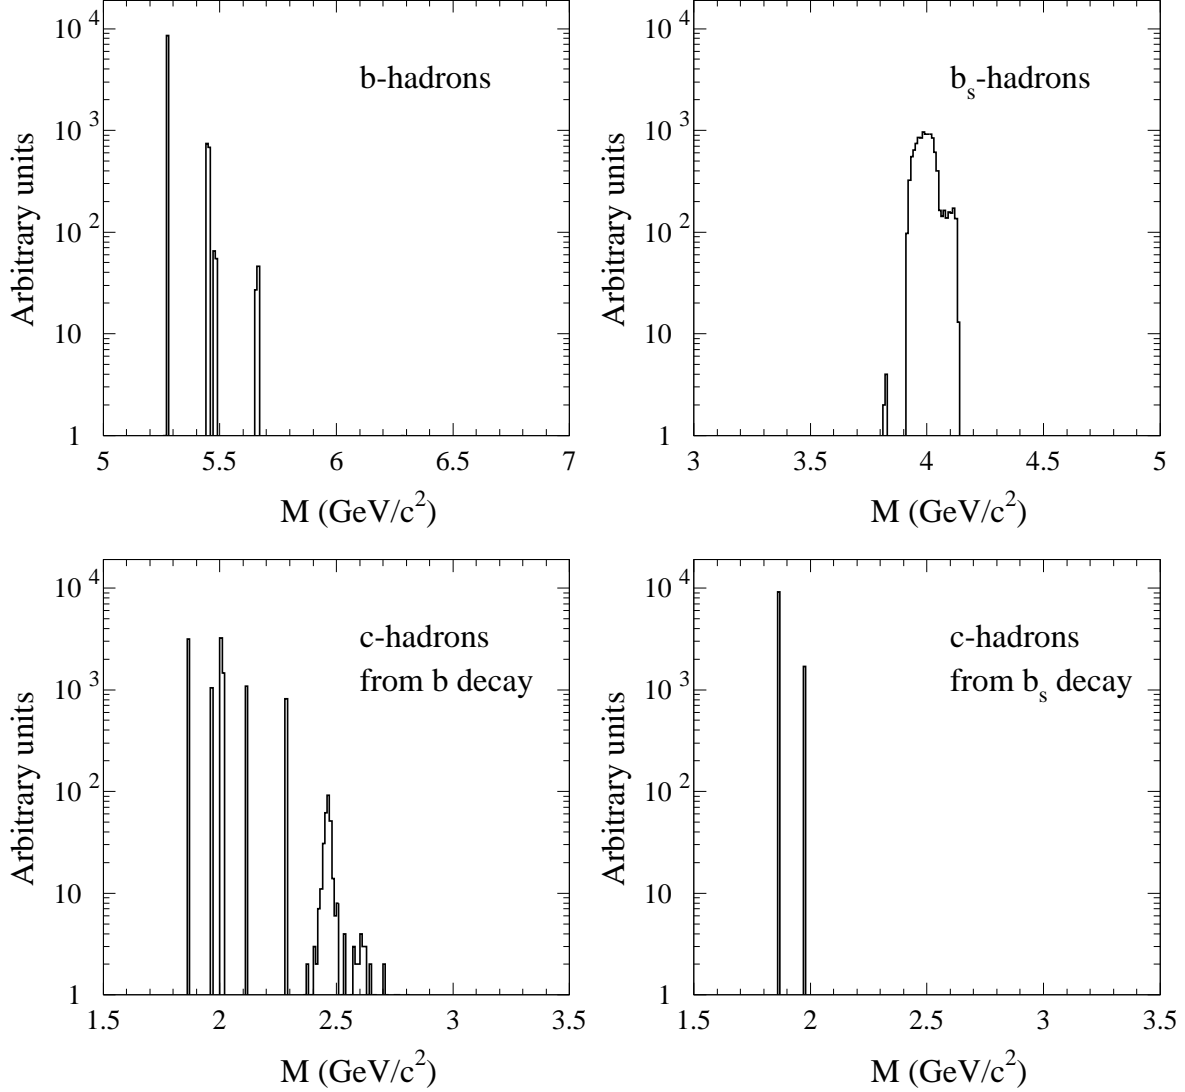 b-hadrons
Arbitrary units
10^4
10^3
10^2
10
1
5 5.5 6 6.5 7
M (GeV/c^2)
b_s-hadrons
Arbitrary units
10^4
10^3
10^2
10
1
3 3.5 4 4.5 5
M (GeV/c^2)
c-hadrons
from b decay
Arbitrary units
10^4
10^3
10^2
10
1
1.5 2 2.5 3 3.5
M (GeV/c^2)
c-hadrons
from b_s decay
Arbitrary units
10^4
10^3
10^2
10
1
1.5 2 2.5 3 3.5
M (GeV/c^2)